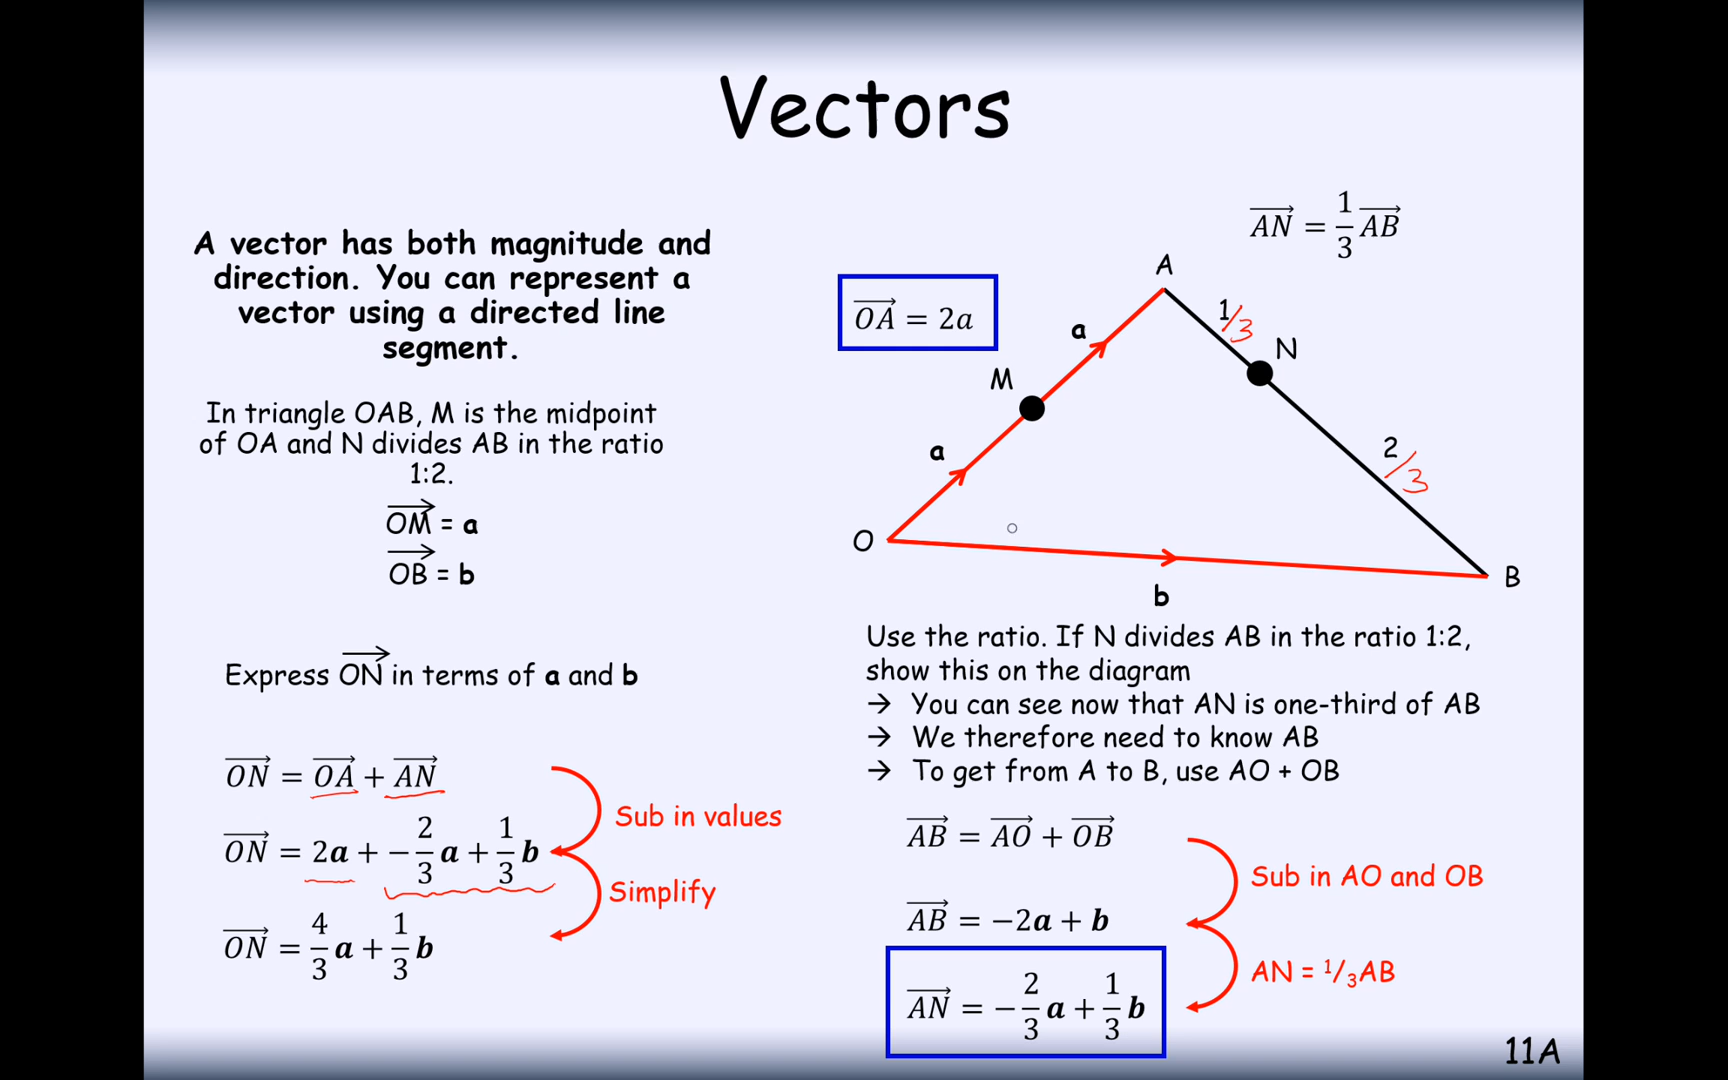 Vectors
A vector has both magnitude and
direction. You can represent a
vector using a directed line
segment.
In triangle OAB, M is the midpoint
of OA and N divides AB in the ratio
1:2.
OM⃗ = a
OB⃗ = b
Express ON⃗ in terms of a and b
ON⃗ = OA⃗ + AN⃗
Sub in values
ON⃗ = 2a + −2/3 a + 1/3 b
Simplify
ON⃗ = 4/3 a + 1/3 b
AN⃗ = 1/3 AB⃗
OA⃗ = 2a
A
1/3
N
a
M
a
2/3
O
B
b
Use the ratio. If N divides AB in the ratio 1:2,
show this on the diagram
→ You can see now that AN is one-third of AB
→ We therefore need to know AB
→ To get from A to B, use AO + OB
AB⃗ = AO⃗ + OB⃗
Sub in AO and OB
AB⃗ = −2a + b
AN = 1/3AB
AN⃗ = −2/3 a + 1/3 b
11A